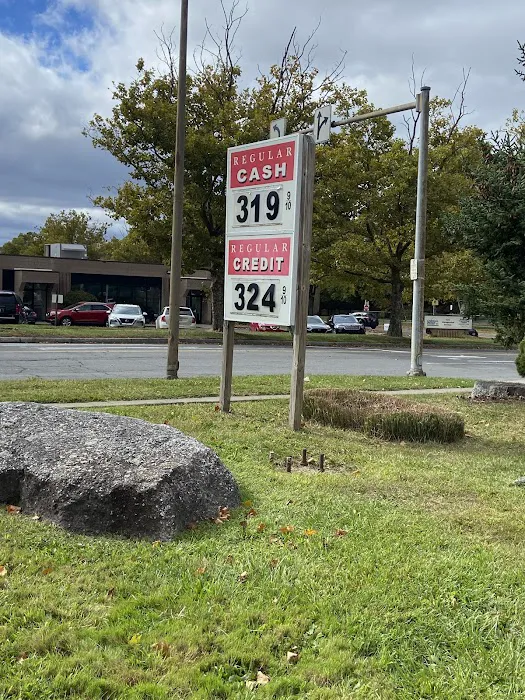 REGULAR
CASH
319 9/10
REGULAR
CREDIT
324 9/10